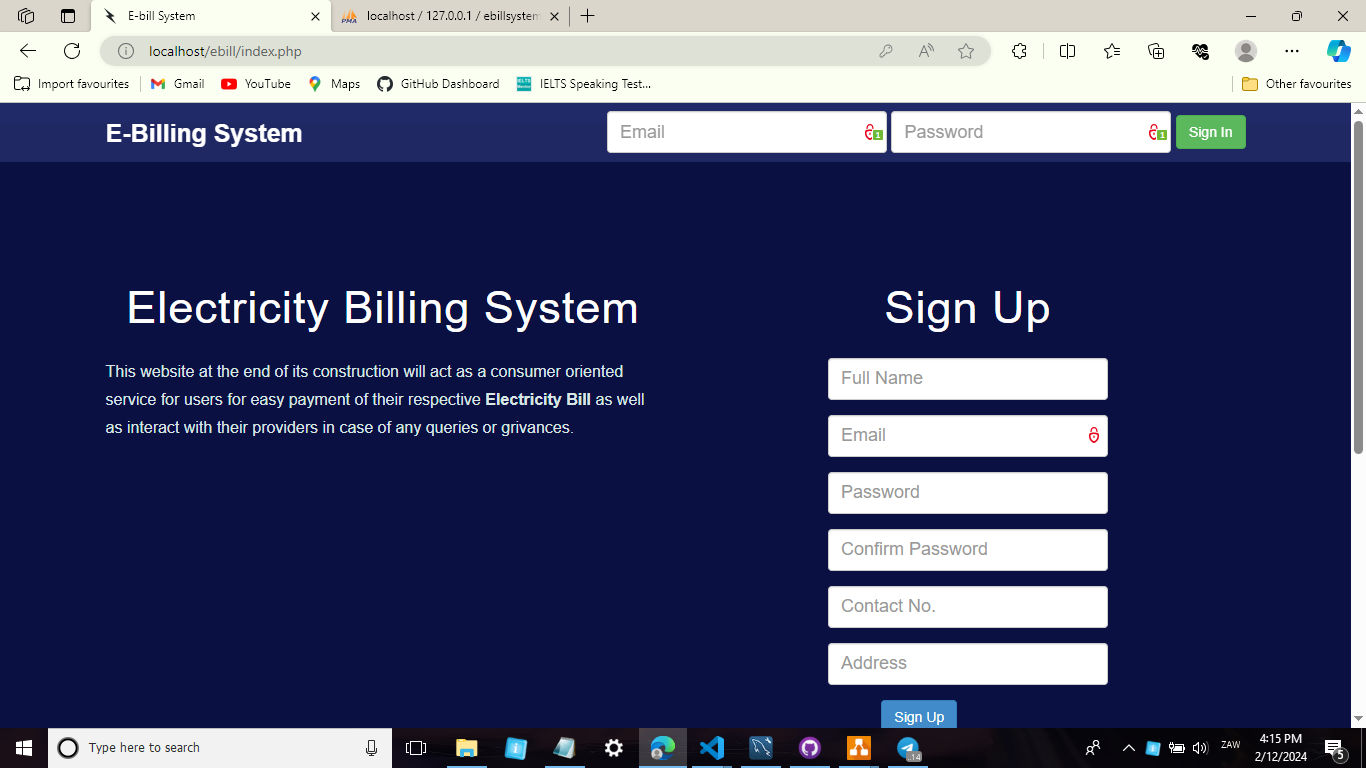 E-bill System
localhost / 127.0.0.1 / ebillsystem
localhost/ebill/index.php
Import favourites
Gmail
YouTube
Maps
GitHub Dashboard
IELTS Speaking Test...
Other favourites
E-Billing System
Email
1
Password
1
Sign In
Electricity Billing System
This website at the end of its construction will act as a consumer oriented
service for users for easy payment of their respective Electricity Bill as well
as interact with their providers in case of any queries or grivances.
Sign Up
Full Name
Email
Password
Confirm Password
Contact No.
Address
Sign Up
Type here to search
14
ZAW
4:15 PM
2/12/2024
5